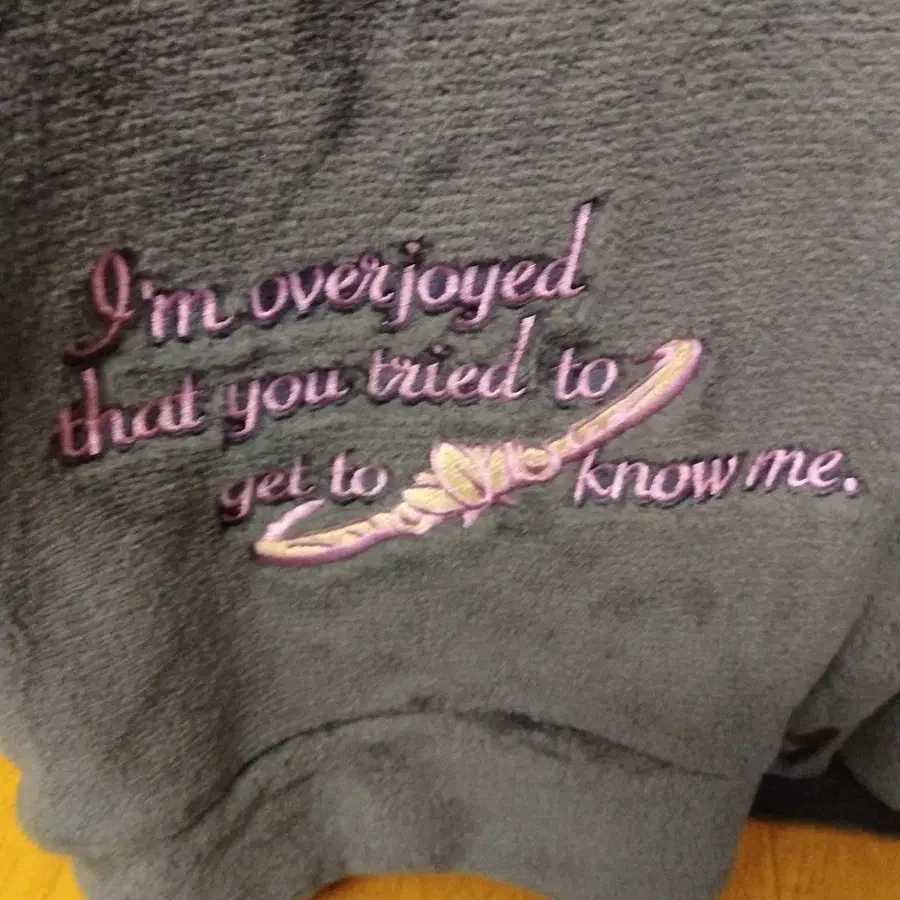 I'm overjoyed
that you tried to
get to know me.